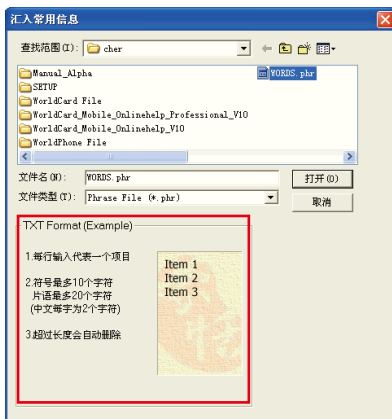 汇入常用信息
查找范围(I): cher
Manual_Alpha
SETUP
WorldCard File
WorldCard_Mobile_Onlinehelp_Professional_V10
WorldCard_Mobile_Onlinehelp_V10
WorldPhone File
WORDS.phr
文件名(N): WORDS.phr 打开(O)
文件类型(T): Phrase File (*.phr) 取消
TXT Format(Example)
1.每行输入代表一个项目
2.符号最多10个字符
片语最多20个字符
(中文每字为2个字符)
3.超过长度会自动删除
Item 1
Item 2
Item 3